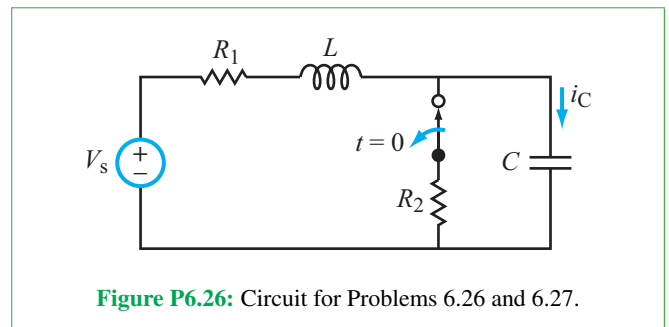 R1 L
iC
t = 0
Vs + − C
R2
Figure P6.26: Circuit for Problems 6.26 and 6.27.